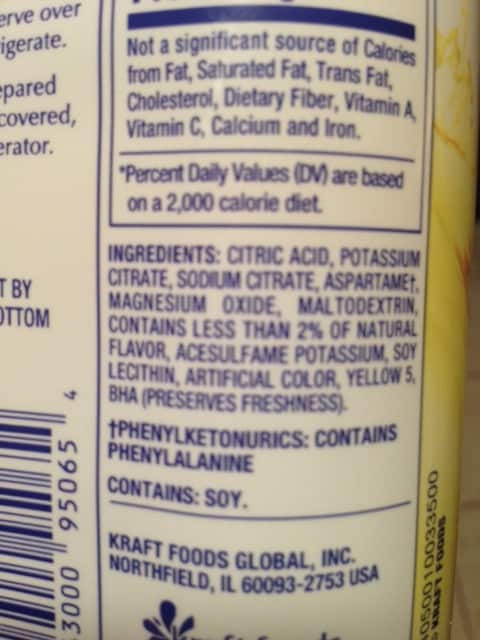 erve over
igerate.
epared
covered,
erator.
T BY
OTTOM
Not a significant source of Calories
from Fat, Saturated Fat, Trans Fat,
Cholesterol, Dietary Fiber, Vitamin A,
Vitamin C, Calcium and Iron.
*Percent Daily Values (DV) are based
on a 2,000 calorie diet.
INGREDIENTS: CITRIC ACID, POTASSIUM
CITRATE, SODIUM CITRATE, ASPARTAME†,
MAGNESIUM OXIDE, MALTODEXTRIN,
CONTAINS LESS THAN 2% OF NATURAL
FLAVOR, ACESULFAME POTASSIUM, SOY
LECITHIN, ARTIFICIAL COLOR, YELLOW 5,
BHA (PRESERVES FRESHNESS).
†PHENYLKETONURICS: CONTAINS
PHENYLALANINE
CONTAINS: SOY.
KRAFT FOODS GLOBAL, INC.
NORTHFIELD, IL 60093-2753 USA
3000 95065 4
0500010033500
KRAFT FOODS